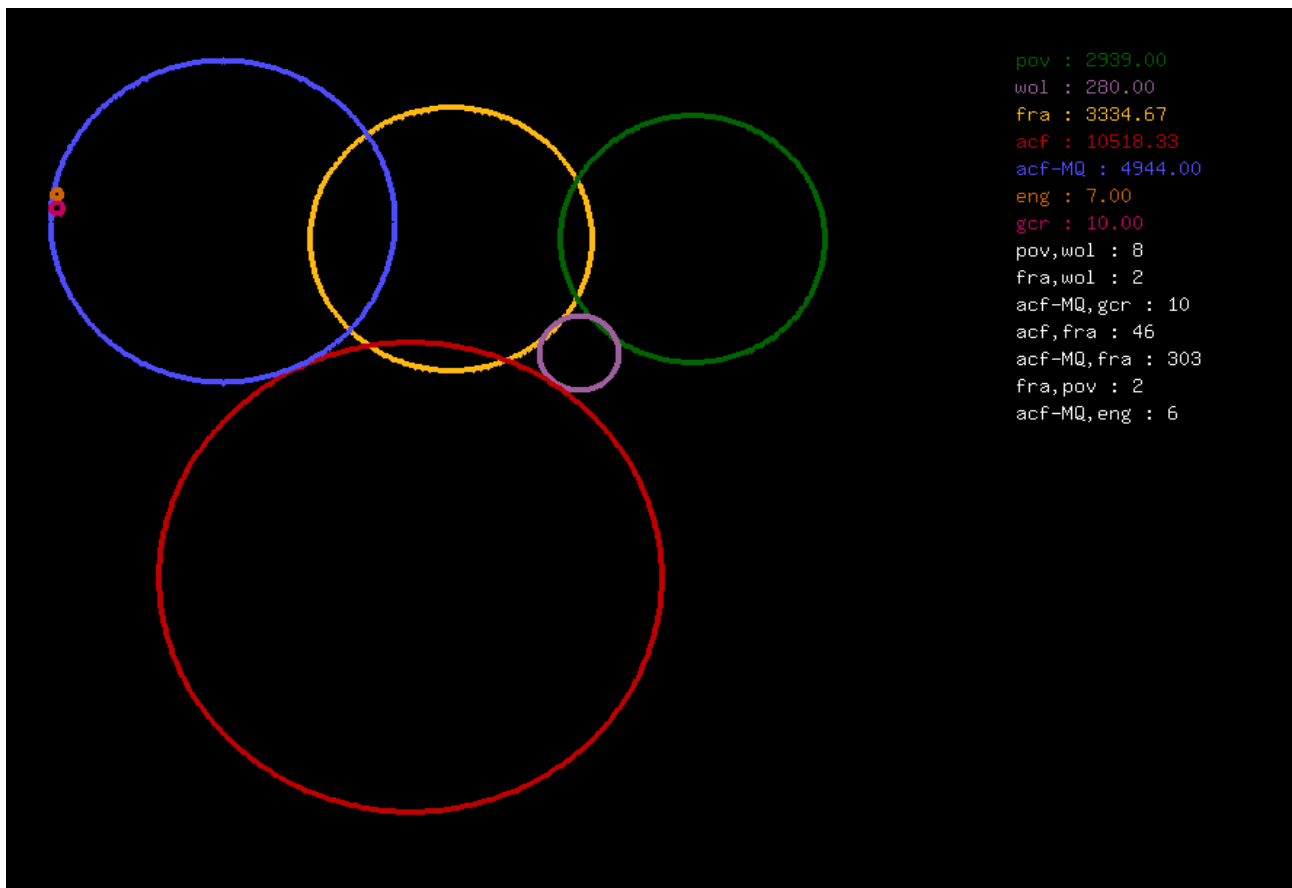 pov : 2939.00
wol : 280.00
fra : 3334.67
acf : 10518.33
acf-MQ : 4944.00
eng : 7.00
gcr : 10.00
pov,wol : 8
fra,wol : 2
acf-MQ,gcr : 10
acf,fra : 46
acf-MQ,fra : 303
fra,pov : 2
acf-MQ,eng : 6